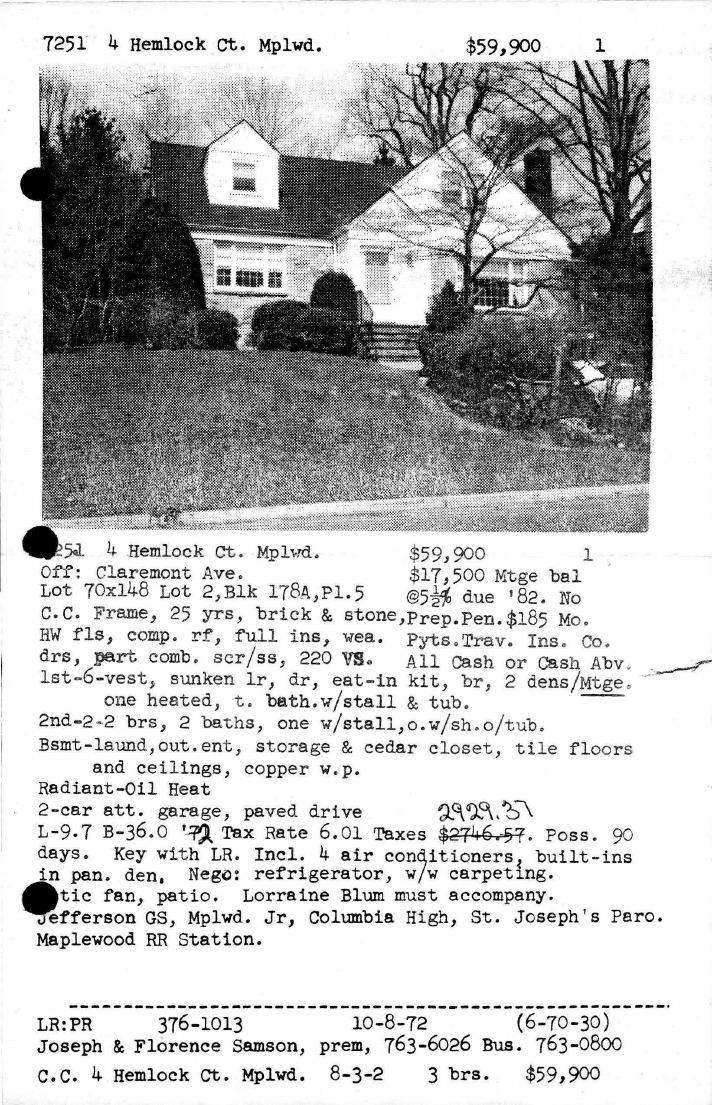 7251 4 Hemlock Ct. Mplwd. $59,900 1
251 4 Hemlock Ct. Mplwd. $59,900 1
Off: Claremont Ave. $17,500 Mtge bal
Lot 70x148 Lot 2,Blk 178A,Pl.5 @5½% due '82. No
C.C. Frame, 25 yrs, brick & stone,Prep.Pen.$185 Mo.
HW fls, comp. rf, full ins, wea. Pyts.Trav. Ins. Co.
drs, part comb. scr/ss, 220 VS. All Cash or Cash Abv.
1st-6-vest, sunken lr, dr, eat-in kit, br, 2 dens/Mtge.
one heated, t. bath.w/stall & tub.
2nd-2-2 brs, 2 baths, one w/stall,o.w/sh.o/tub.
Bsmt-laund,out.ent, storage & cedar closet, tile floors
and ceilings, copper w.p.
Radiant-Oil Heat
2-car att. garage, paved drive 2929.37
L-9.7 B-36.0 '72 Tax Rate 6.01 Taxes $2746.57. Poss. 90
days. Key with LR. Incl. 4 air conditioners, built-ins
in pan. den, Nego: refrigerator, w/w carpeting.
tic fan, patio. Lorraine Blum must accompany.
Jefferson GS, Mplwd. Jr, Columbia High, St. Joseph's Paro.
Maplewood RR Station.
LR:PR 376-1013 10-8-72 (6-70-30)
Joseph & Florence Samson, prem, 763-6026 Bus. 763-0800
C.C. 4 Hemlock Ct. Mplwd. 8-3-2 3 brs. $59,900